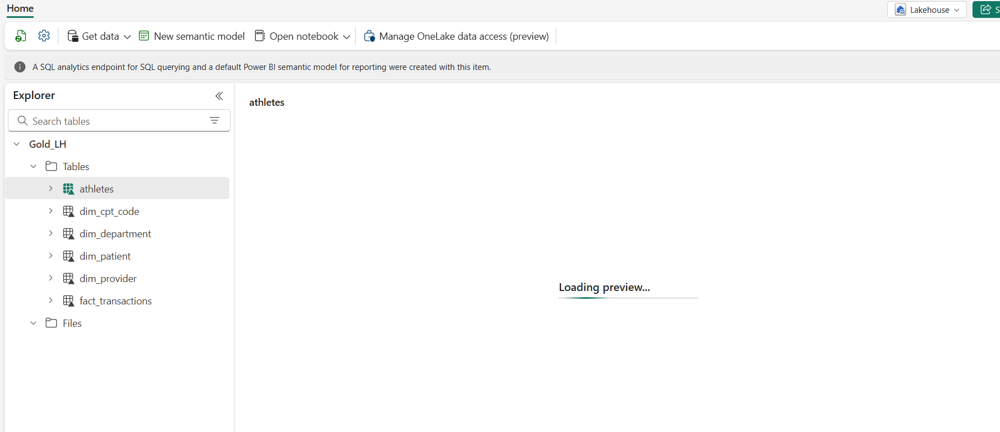 Home
Lakehouse
S
Get data
New semantic model
Open notebook
Manage OneLake data access (preview)
A SQL analytics endpoint for SQL querying and a default Power BI semantic model for reporting were created with this item.
Explorer
athletes
Search tables
Gold_LH
Tables
athletes
dim_cpt_code
dim_department
dim_patient
dim_provider
fact_transactions
Files
Loading preview...